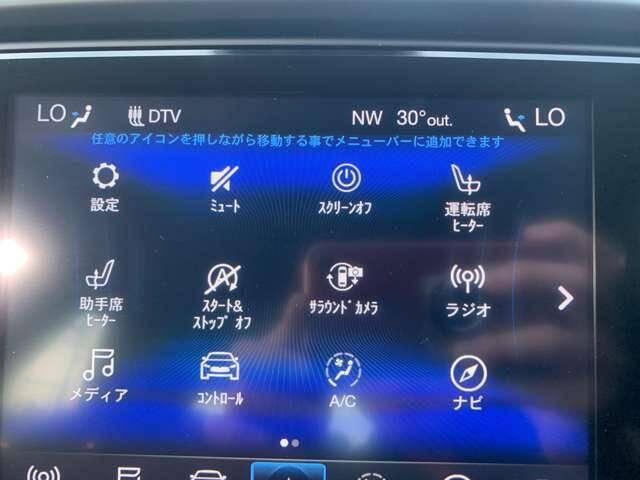 LO DTV NW 30°out. LO
任意のアイコンを押しながら移動する事でメニューバーに追加できます
設定 ミュート スクリーンオフ 運転席
ヒーター
助手席
ヒーター スタート&
ストップ オフ サラウンドカメラ ラジオ
メディア コントロール A/C ナビ